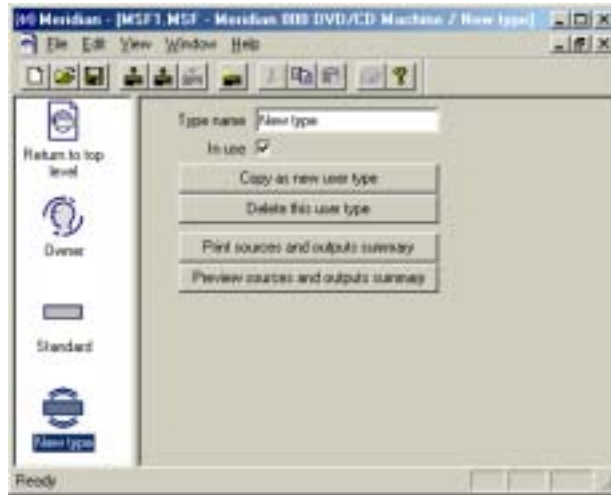 Meridian - [MSF1.MSF - Meridian 800 DVD/CD Machine / New type]
File Edit View Window Help
Return to top
level
Owner
Standard
New type
Type name New type
In use
Copy as new user type
Delete this user type
Print sources and outputs summary
Preview sources and outputs summary
Ready